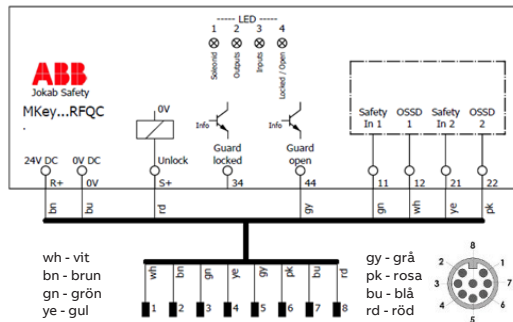 ----- LED -----
1 2 3 4
Soleonid Outputs Inputs Locked / Open
ABB
Jokab Safety
MKey...RFQC
.
0V
Info
Info
Safety In 1
OSSD 1
Safety In 2
OSSD 2
24V DC
0V DC
Unlock
Guard locked
Guard open
R+ 0V S+ 34 44 11 12 21 22
bn bu rd gy gn wh ye pk
wh bn gn ye gy pk bu rd
1 2 3 4 5 6 7 8
wh - vit
bn - brun
gn - grön
ye - gul
gy - grå
pk - rosa
bu - blå
rd - röd
8
2 1
3 7
4 6
5